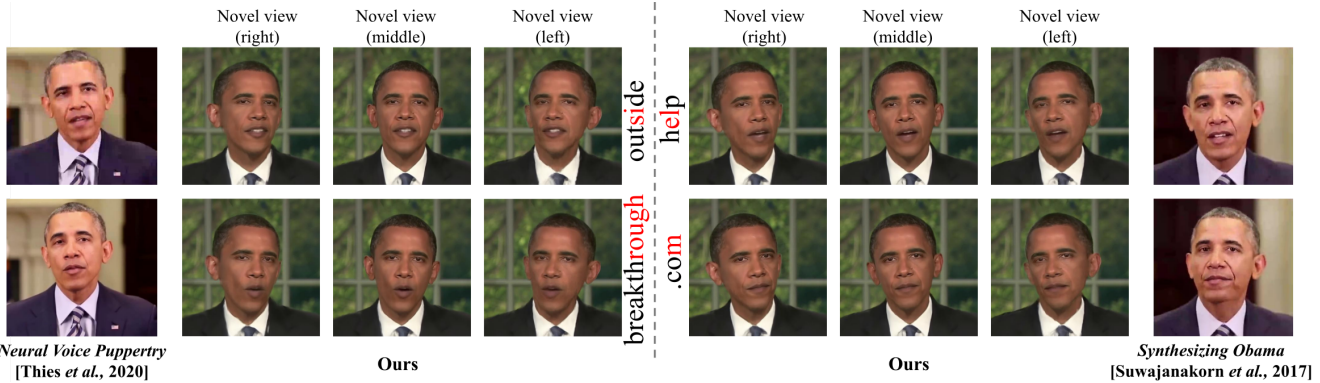 Novel view
(right)
Novel view
(middle)
Novel view
(left)
outside
breakthrough
Neural Voice Puppertry
[Thies et al., 2020]
Ours
Novel view
(right)
Novel view
(middle)
Novel view
(left)
help
.com
Ours
Synthesizing Obama
[Suwajanakorn et al., 2017]